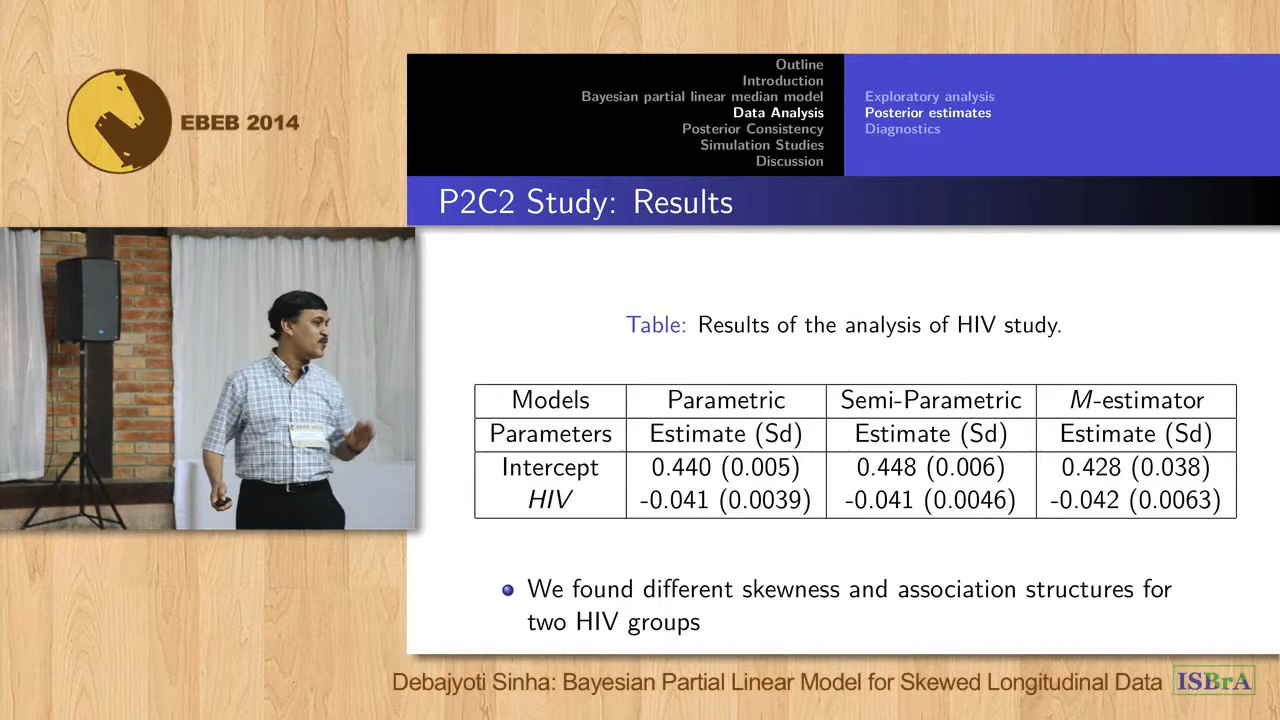 EBEB 2014
Outline
Introduction
Bayesian partial linear median model
Data Analysis
Posterior Consistency
Simulation Studies
Discussion
Exploratory analysis
Posterior estimates
Diagnostics
P2C2 Study: Results
Table: Results of the analysis of HIV study.
Models Parametric Semi-Parametric M-estimator
Parameters Estimate (Sd) Estimate (Sd) Estimate (Sd)
Intercept 0.440 (0.005) 0.448 (0.006) 0.428 (0.038)
HIV -0.041 (0.0039) -0.041 (0.0046) -0.042 (0.0063)
We found different skewness and association structures for
two HIV groups
Debajyoti Sinha: Bayesian Partial Linear Model for Skewed Longitudinal Data ISBrA